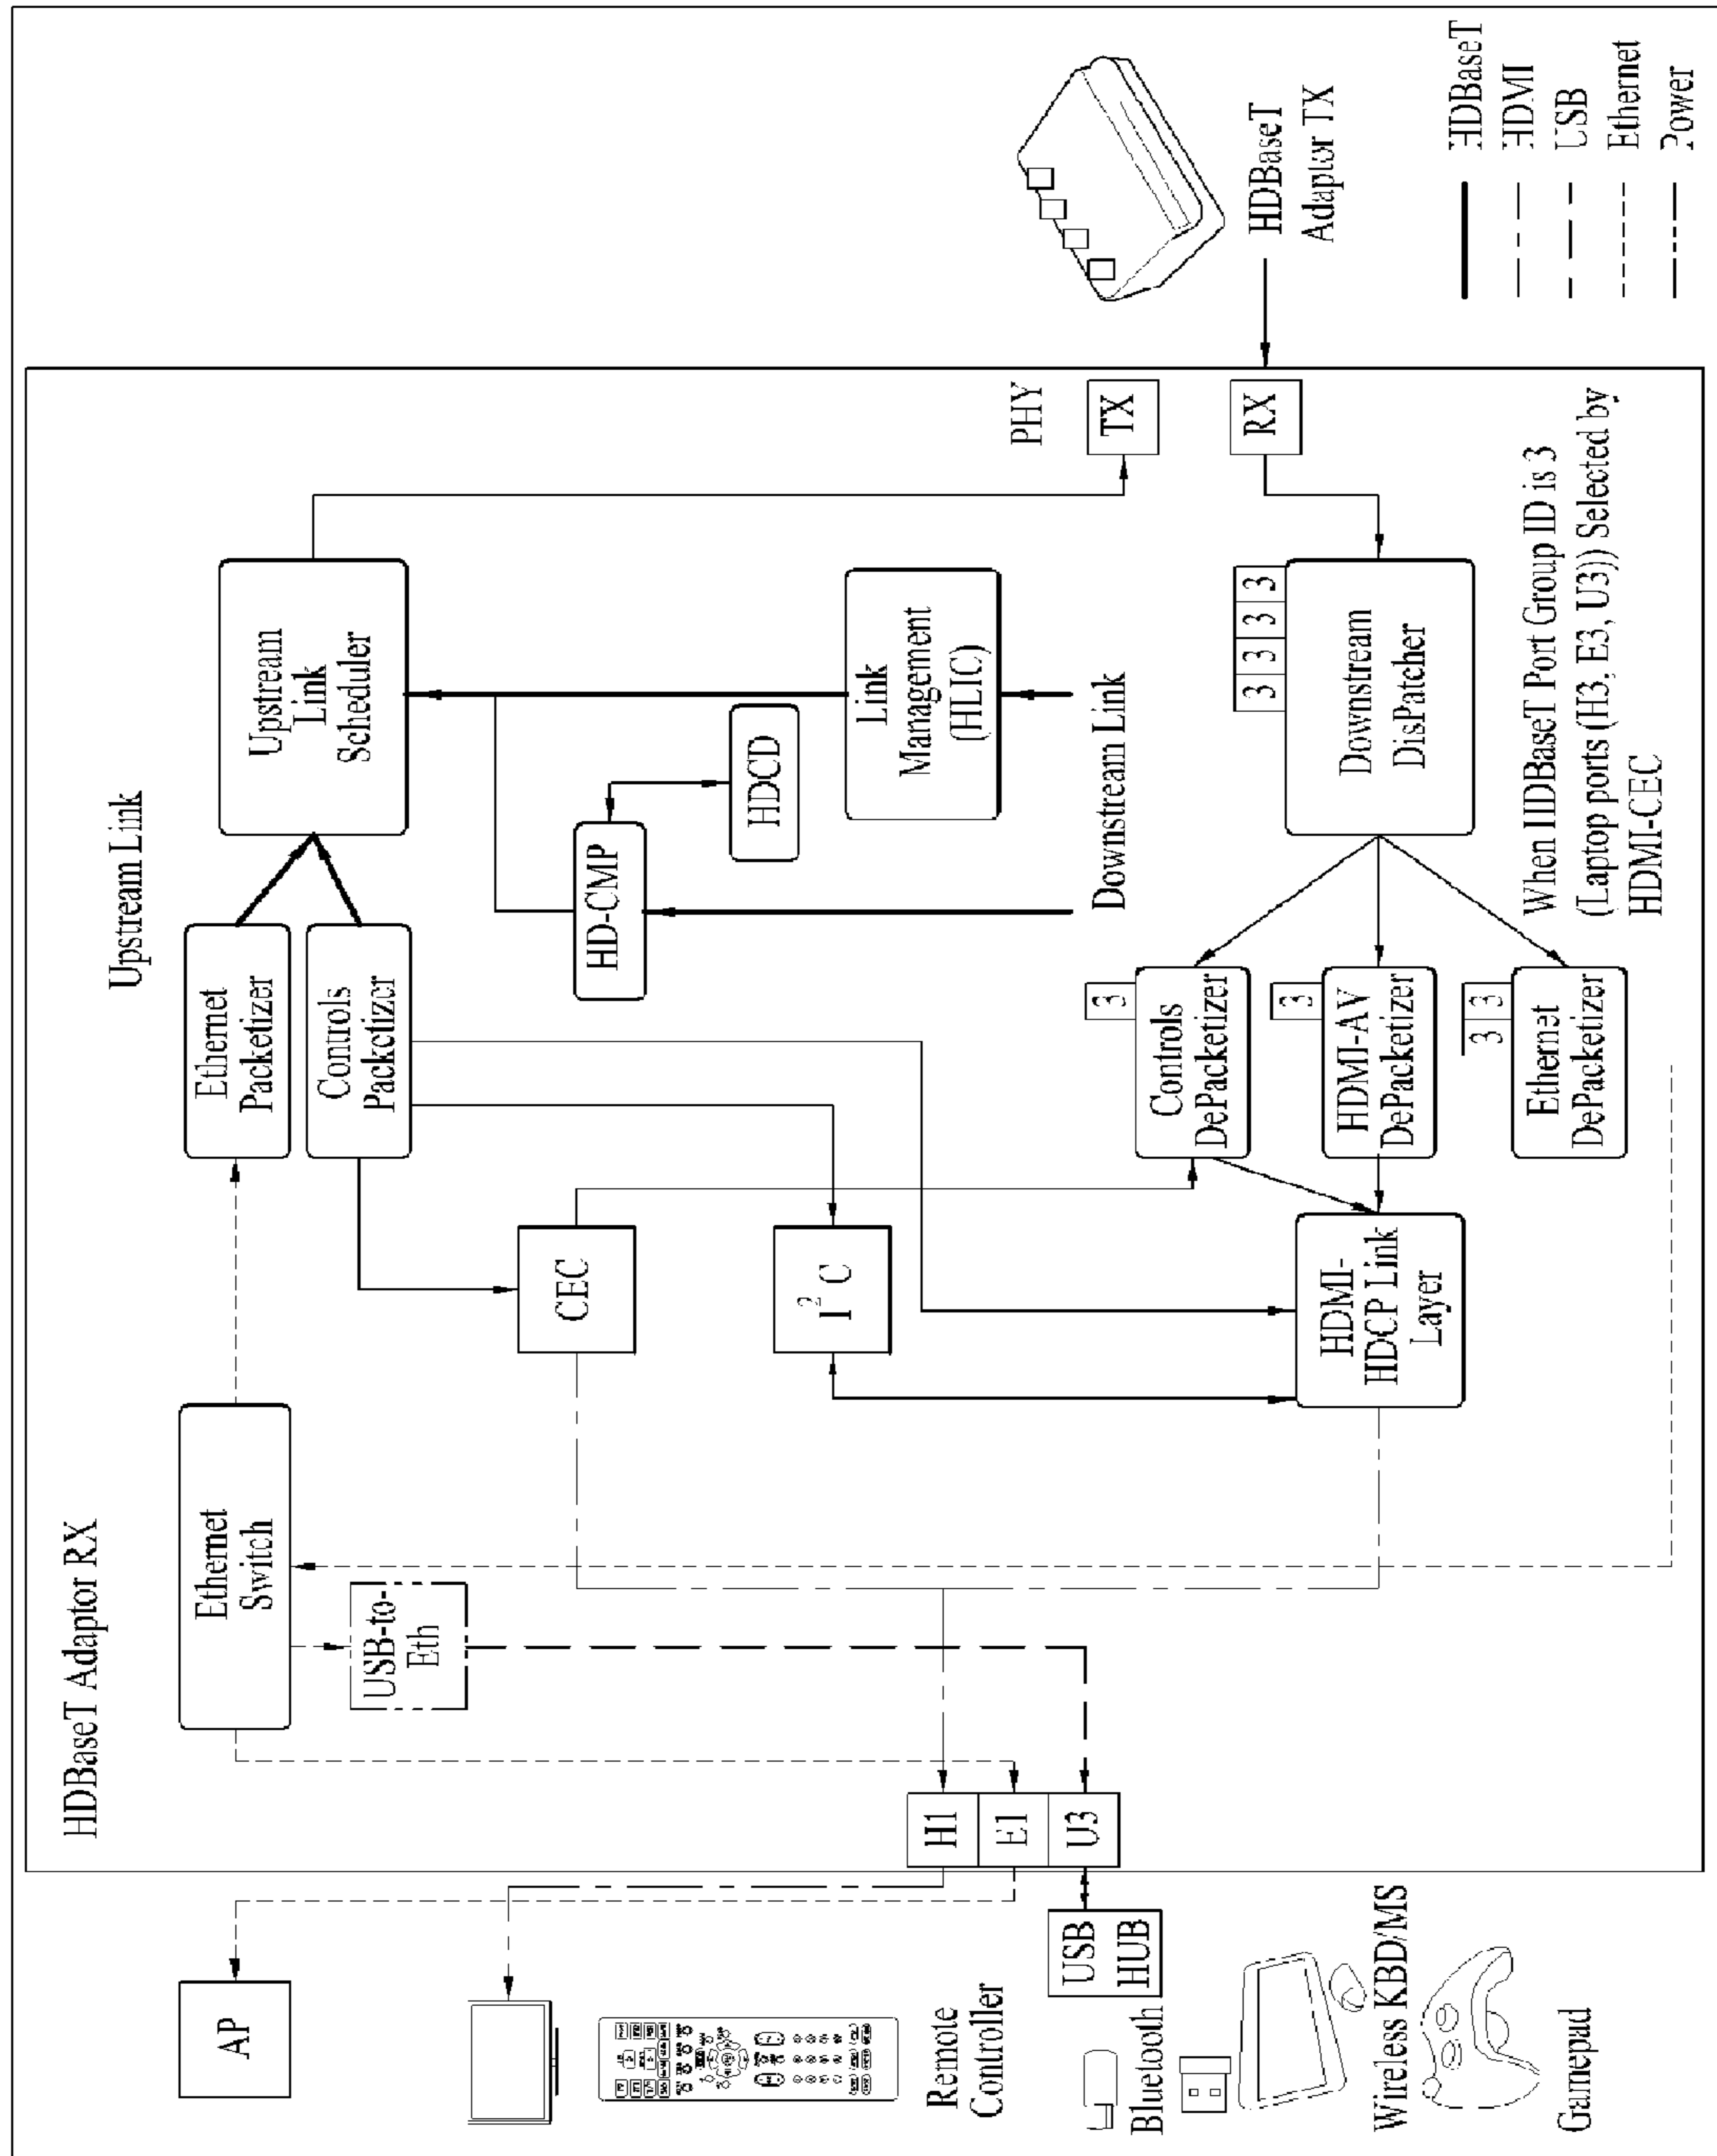 HDBaseT Adaptor RX
Upstream Link
AP
Ethernet
Switch
Ethernet
Packetizer
Upstream
Link
Scheduler
USB-to-
Eth
Controls
Packetizer
CEC
HD-CMP
HDCD
I² C
Link
Management
(HLIC)
Remote
Controller
H1
E1
U3
Downstream Link
PHY
TX
USB
HUB
Bluetooth
Controls
DePacketizer
3
RX
HDMI-
HDCP Link
Layer
HDMI-AV
DePacketizer
3
3 3 3 3
Downstream
DisPatcher
HDBaseT
Adaptor TX
Wireless KBD/MS
Ethernet
DePacketizer
3 3
Gamepad
When IIDBaseT Port Group ID is 3
(Laptop ports (H3, E3, U3)) Selected by
HDMI-CEC
HDBaseT
HDMI
USB
Ethernet
Power